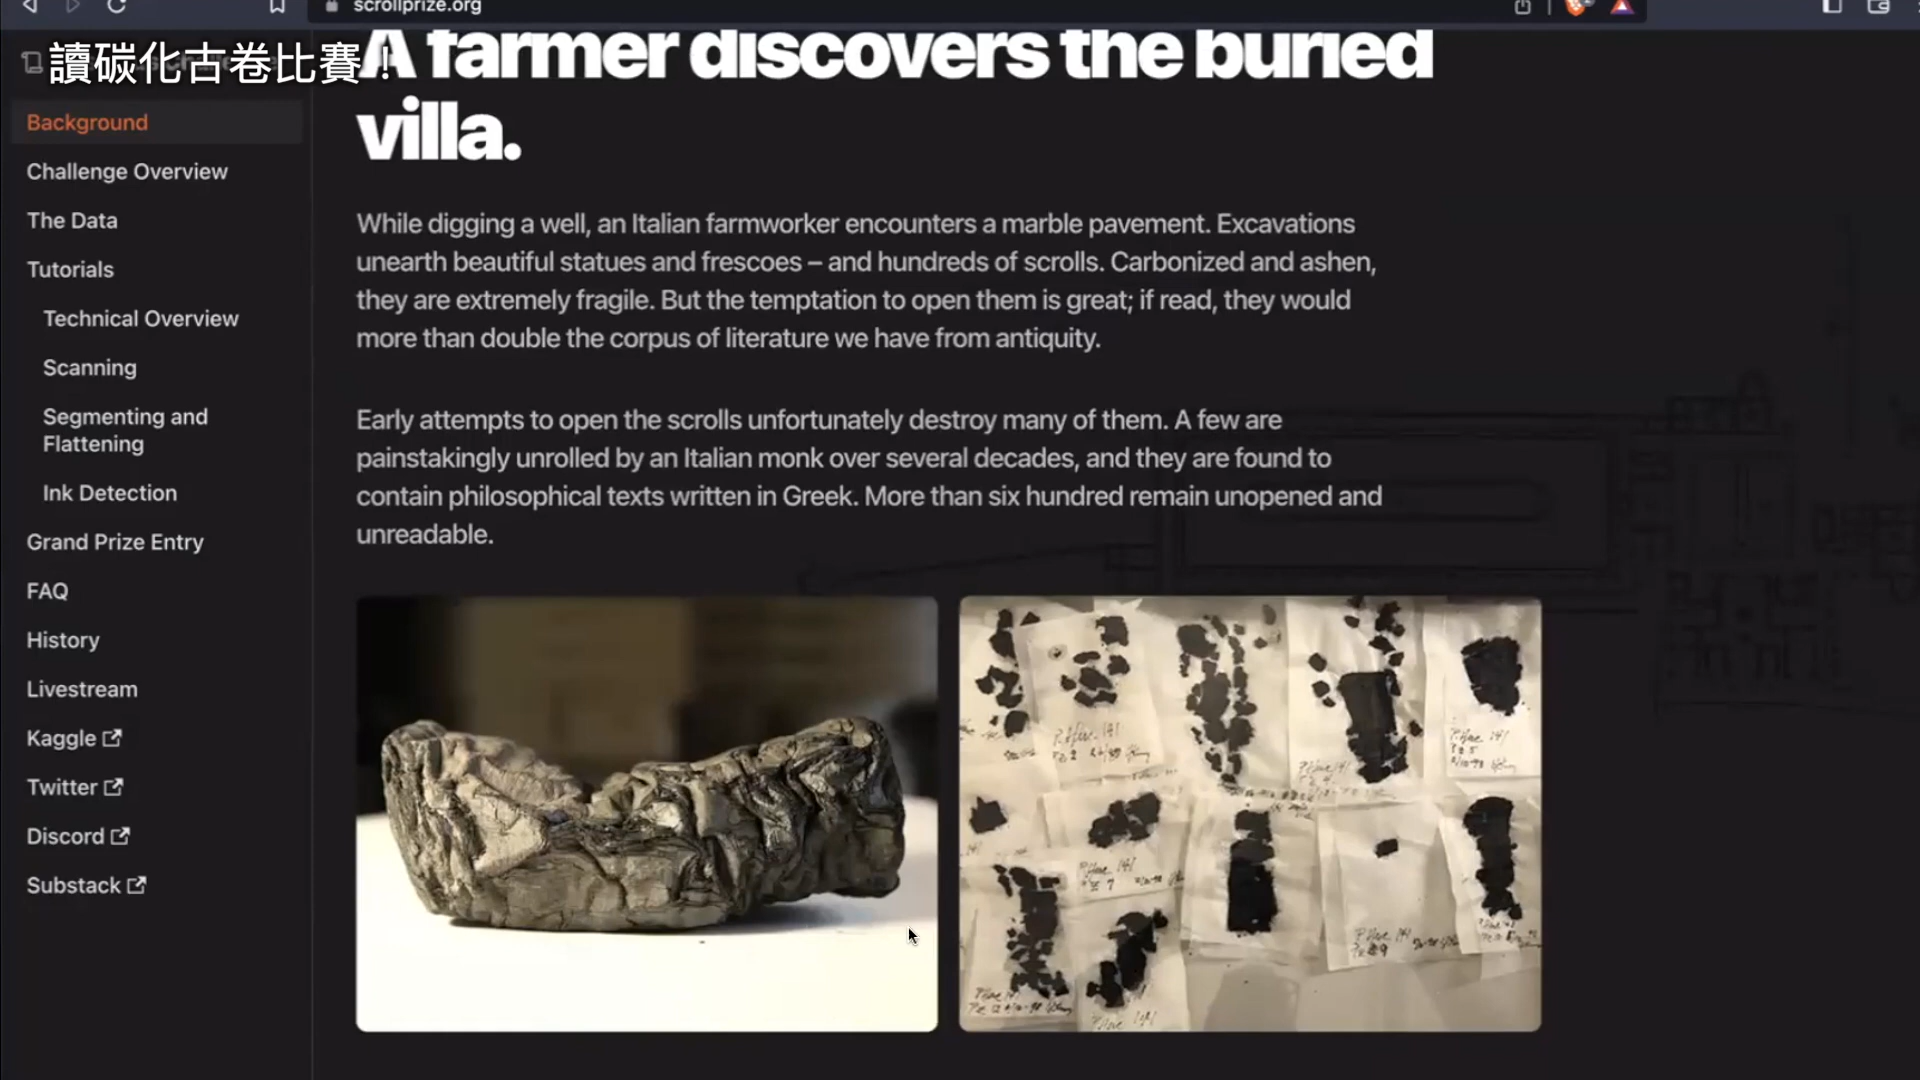 scrollprize.org
讀碳化古卷比賽！
A farmer discovers the buried
villa.
Background
Challenge Overview
The Data
Tutorials
Technical Overview
Scanning
Segmenting and
Flattening
Ink Detection
Grand Prize Entry
FAQ
History
Livestream
Kaggle
Twitter
Discord
Substack
While digging a well, an Italian farmworker encounters a marble pavement. Excavations
unearth beautiful statues and frescoes – and hundreds of scrolls. Carbonized and ashen,
they are extremely fragile. But the temptation to open them is great; if read, they would
more than double the corpus of literature we have from antiquity.
Early attempts to open the scrolls unfortunately destroy many of them. A few are
painstakingly unrolled by an Italian monk over several decades, and they are found to
contain philosophical texts written in Greek. More than six hundred remain unopened and
unreadable.